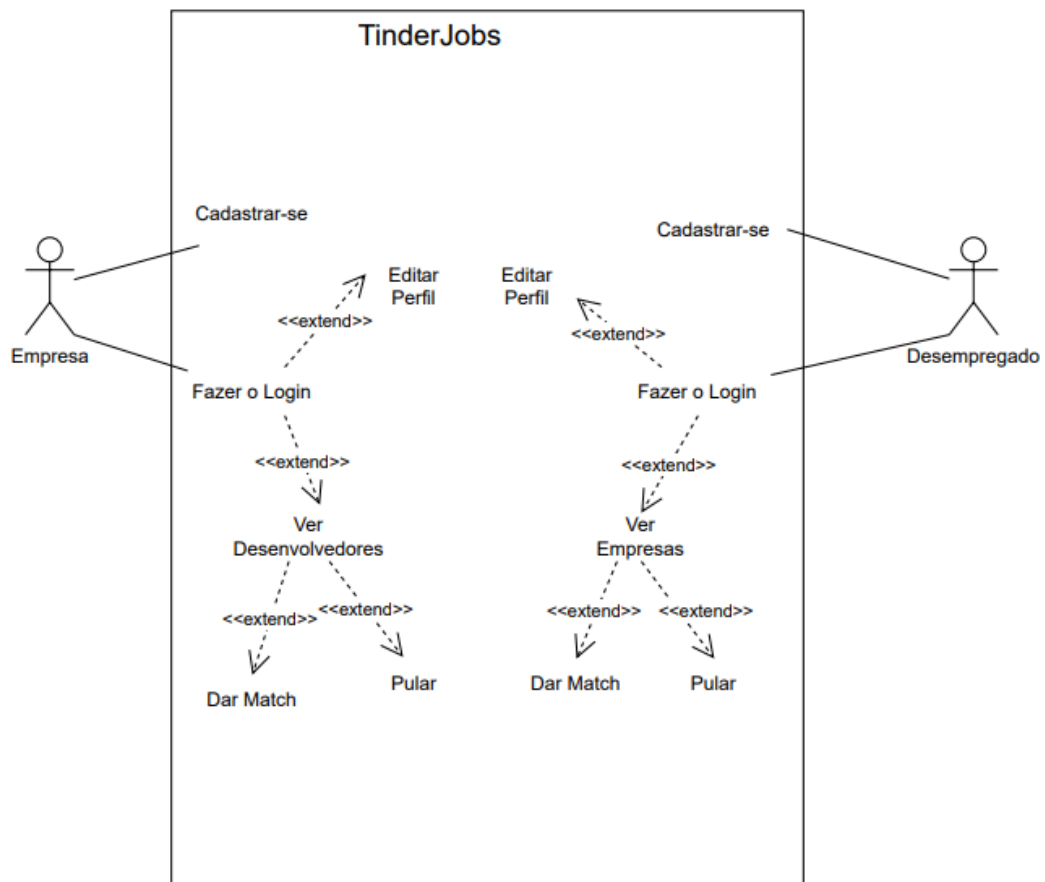 TinderJobs
Cadastrar-se
Cadastrar-se
Editar
Perfil
Editar
Perfil
<<extend>>
<<extend>>
Empresa
Desempregado
Fazer o Login
Fazer o Login
<<extend>>
<<extend>>
Ver
Desenvolvedores
Ver
Empresas
<<extend>>
<<extend>>
<<extend>>
<<extend>>
Dar Match
Pular
Dar Match
Pular